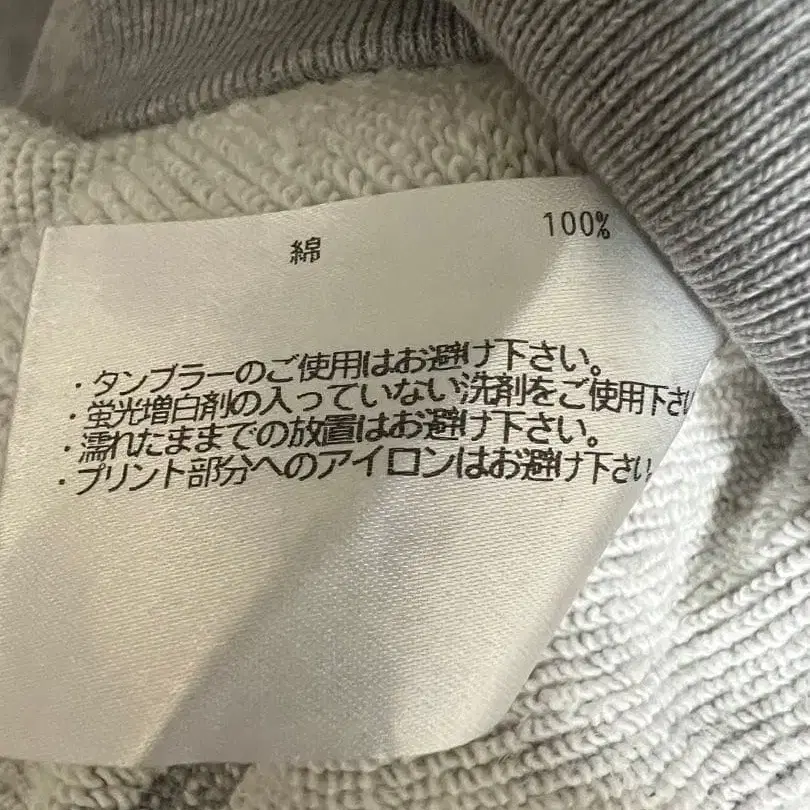 綿 100%
・タンブラーのご使用はお避け下さい。
・蛍光増白剤の入っていない洗剤をご使用下さい
・濡れたままでの放置はお避け下さい。
・プリント部分へのアイロンはお避け下さい